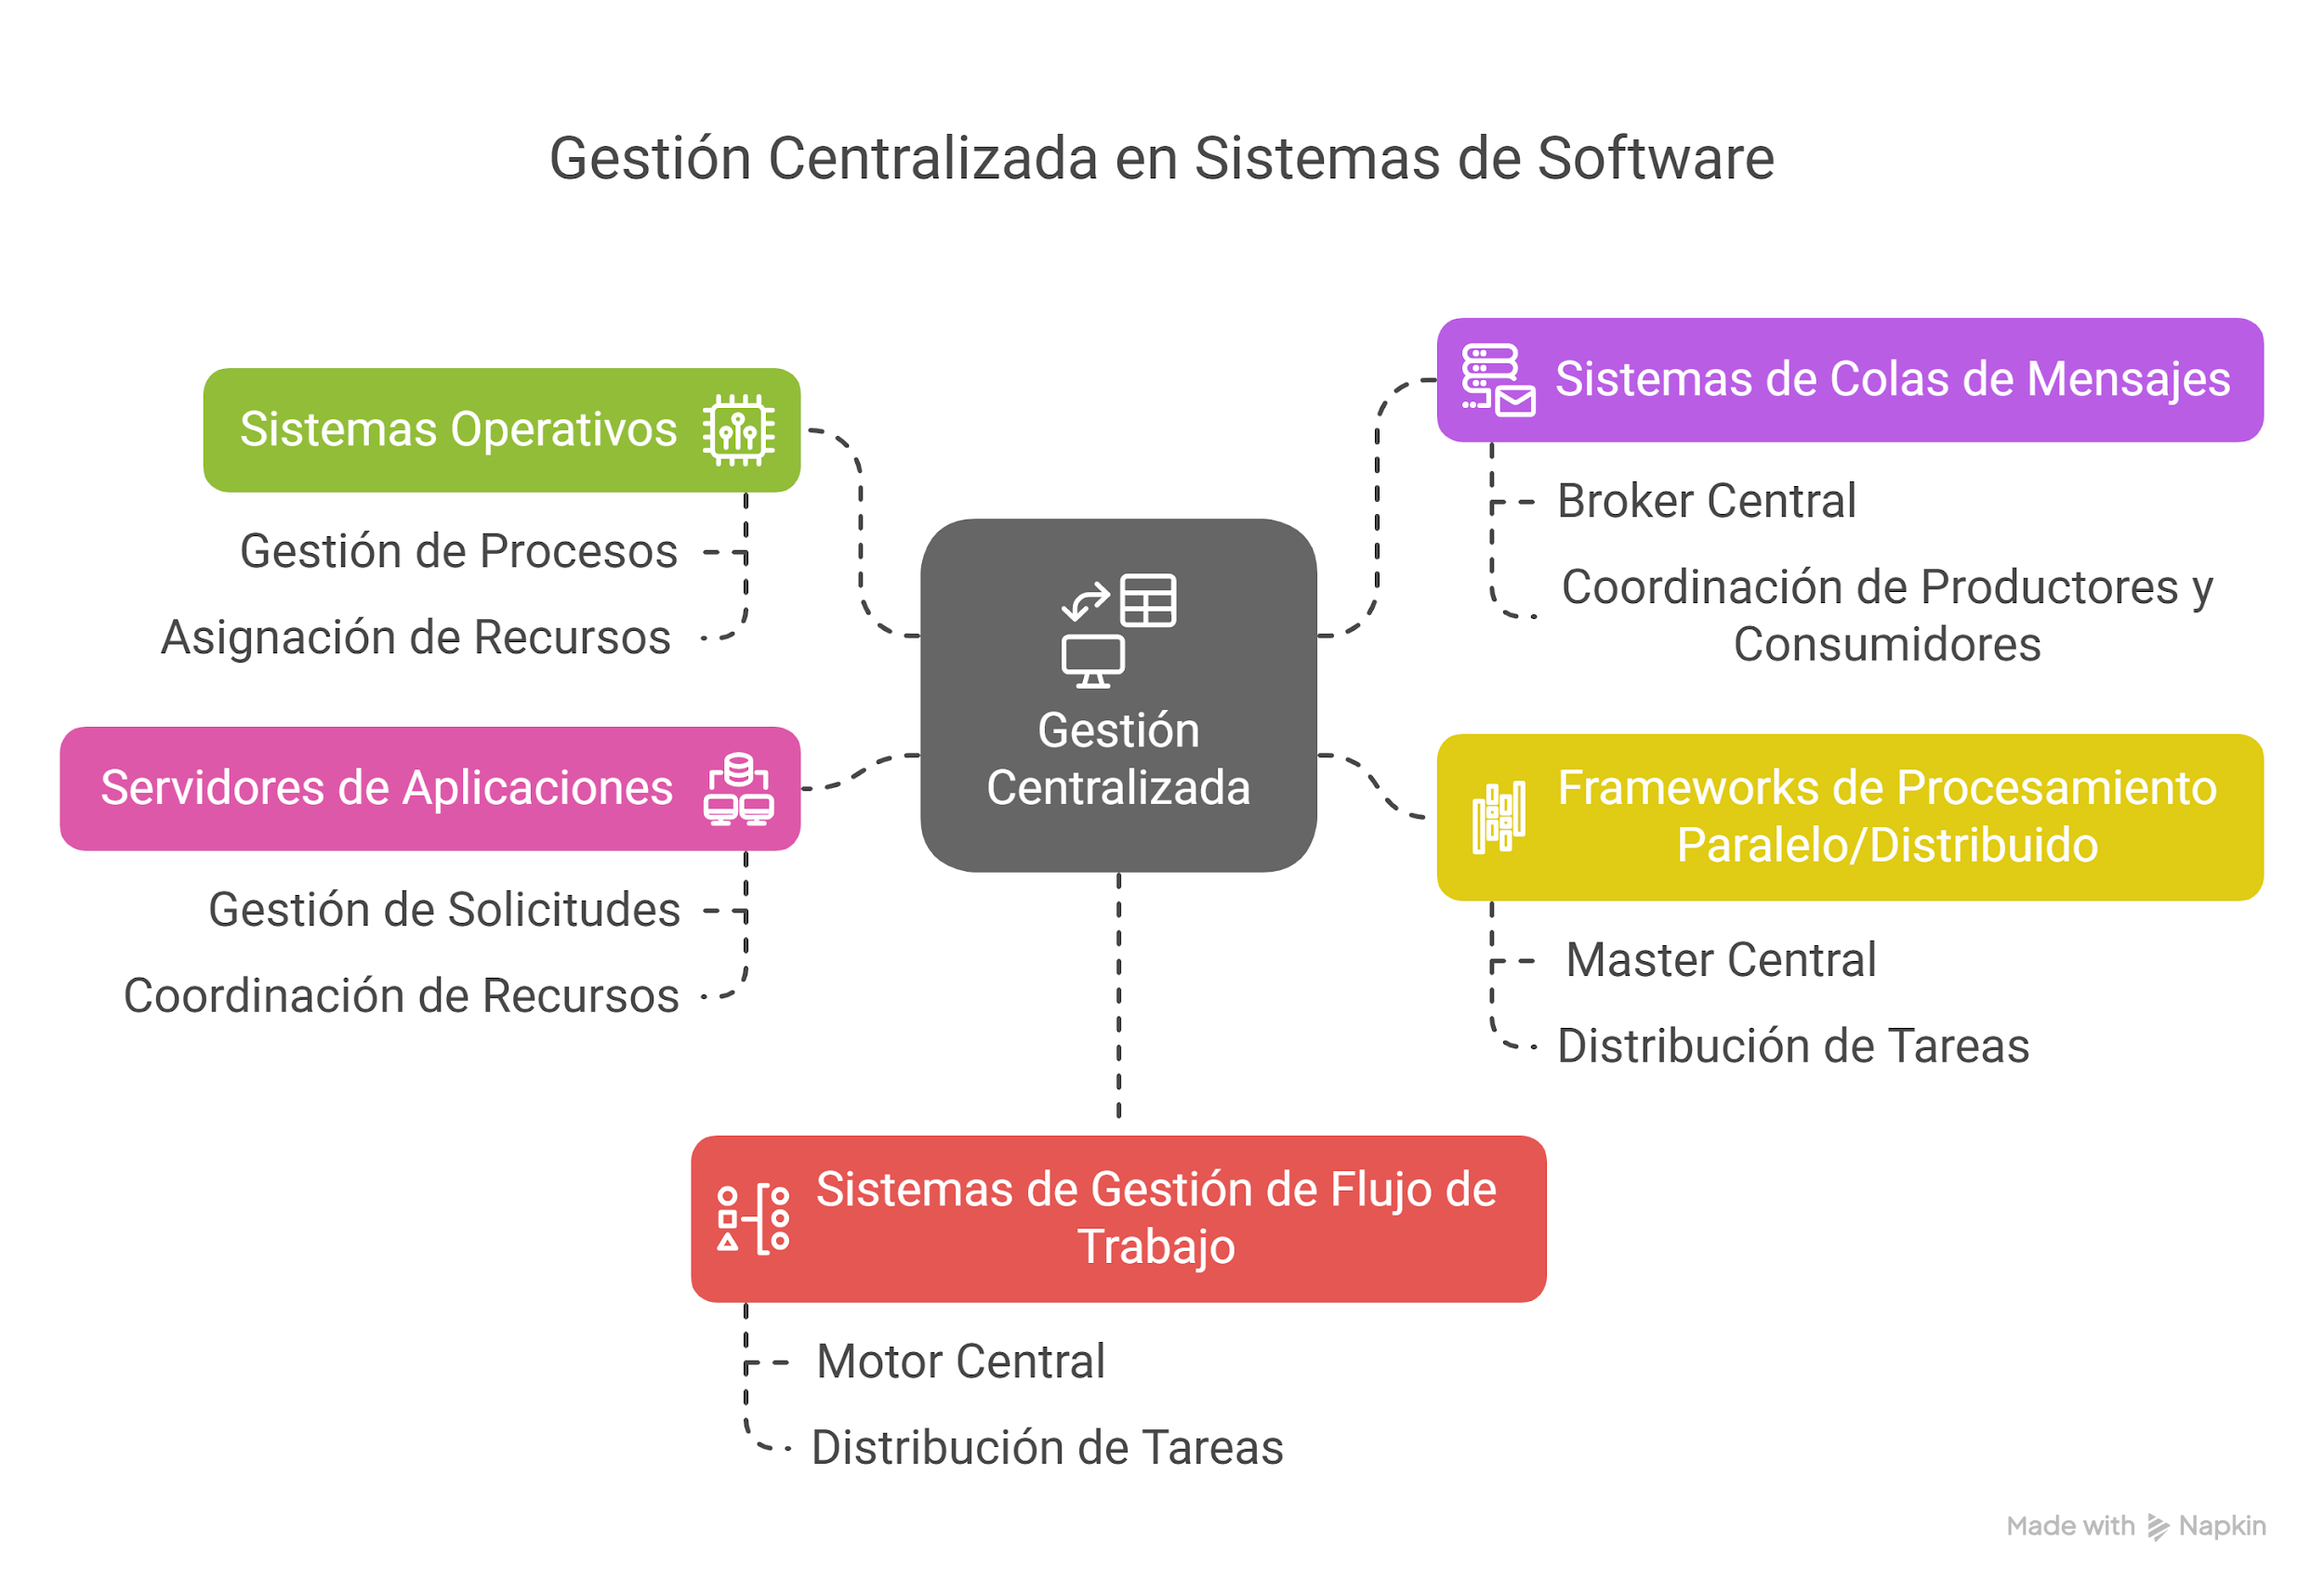 Gestión Centralizada en Sistemas de Software
Sistemas Operativos
Gestión de Procesos
Asignación de Recursos
Servidores de Aplicaciones
Gestión de Solicitudes
Coordinación de Recursos
Gestión
Centralizada
Sistemas de Colas de Mensajes
Broker Central
Coordinación de Productores y
Consumidores
Frameworks de Procesamiento
Paralelo/Distribuido
Master Central
Distribución de Tareas
Sistemas de Gestión de Flujo de
Trabajo
Motor Central
Distribución de Tareas
Made with Napkin